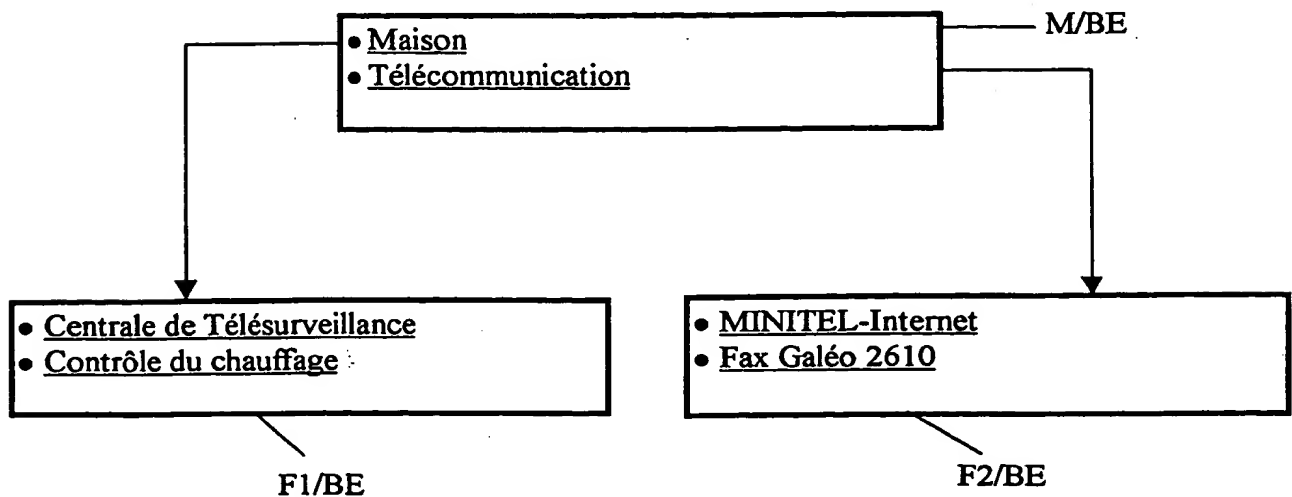 • Maison
• Télécommunication
M/BE
• Centrale de Télésurveillance
• Contrôle du chauffage
F1/BE
• MINITEL-Internet
• Fax Galéo 2610
F2/BE